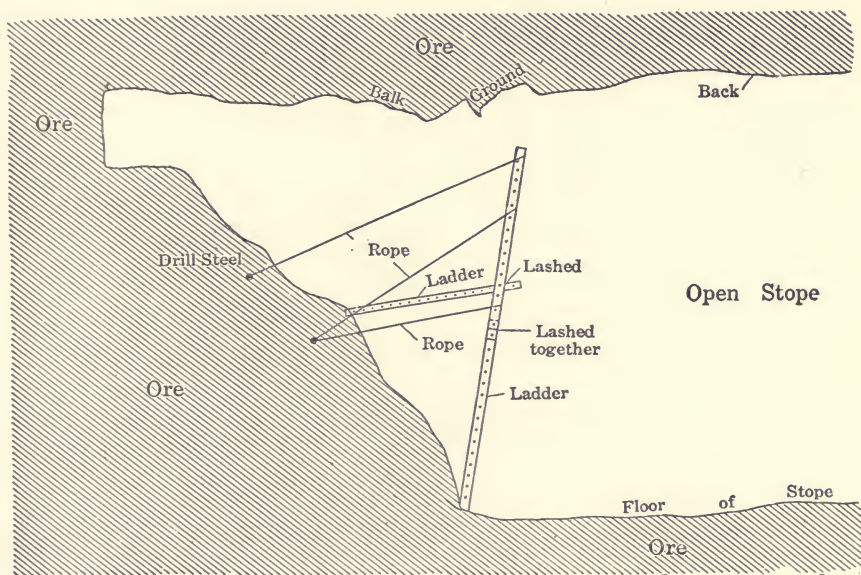 Ore
Balk Ground
Back
Ore
Drill Steel
Rope
Ladder
Lashed
Open Stope
Rope
Lashed
together
Ore
Ladder
Floor of Stope
Ore